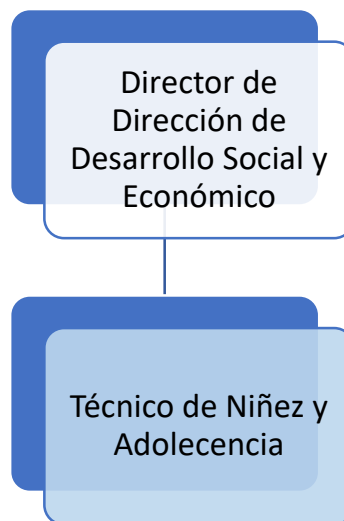 Director de
Dirección de
Desarrollo Social y
Económico
Técnico de Niñez y
Adolecencia